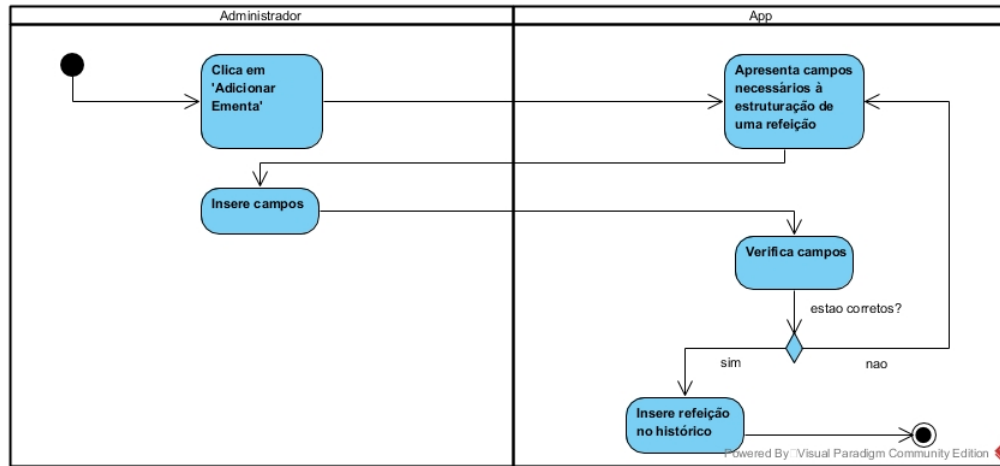 Administrador
App
Clica em
'Adicionar
Ementa'
Apresenta campos
necessários à
estruturação de
uma refeição
Insere campos
Verifica campos
estao corretos?
sim
nao
Insere refeição
no histórico
Powered By Visual Paradigm Community Edition